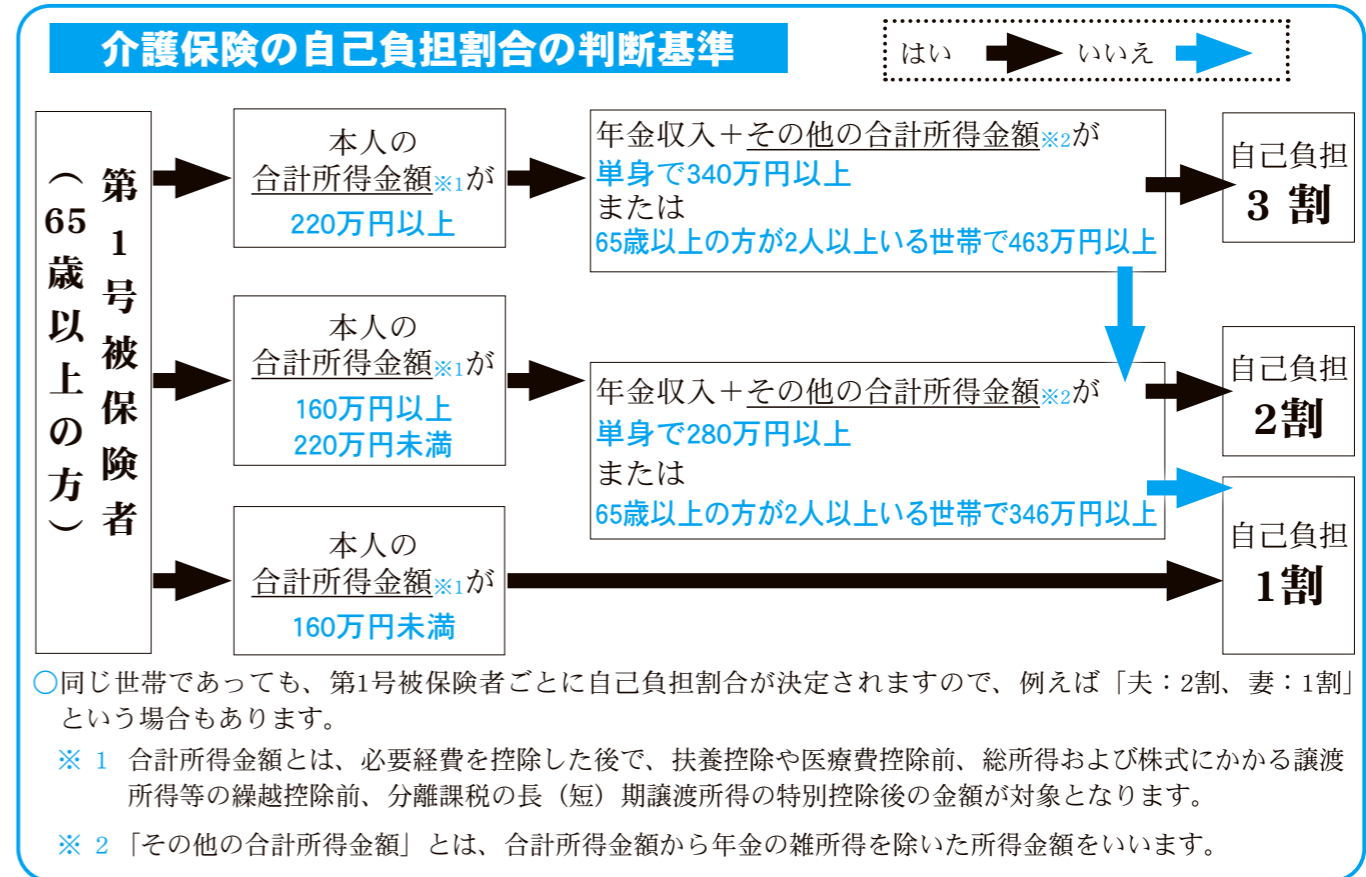 介護保険の自己負担割合の判断基準
はい
いいえ
第1号被保険者
(65歳以上の方)
本人の
合計所得金額※1が
220万円以上
年金収入+その他の合計所得金額※2が
単身で340万円以上
または
65歳以上の方が2人以上いる世帯で463万円以上
自己負担
3割
本人の
合計所得金額※1が
160万円以上
220万円未満
年金収入+その他の合計所得金額※2が
単身で280万円以上
または
65歳以上の方が2人以上いる世帯で346万円以上
自己負担
2割
本人の
合計所得金額※1が
160万円未満
自己負担
1割
○同じ世帯であっても、第1号被保険者ごとに自己負担割合が決定されますので、例えば「夫:2割、妻:1割」
という場合もあります。
※1 合計所得金額とは、必要経費を控除した後で、扶養控除や医療費控除前、総所得および株式にかかる譲渡
所得等の繰越控除前、分離課税の長(短)期譲渡所得の特別控除後の金額が対象となります。
※2 「その他の合計所得金額」とは、合計所得金額から年金の雑所得を除いた所得金額をいいます。